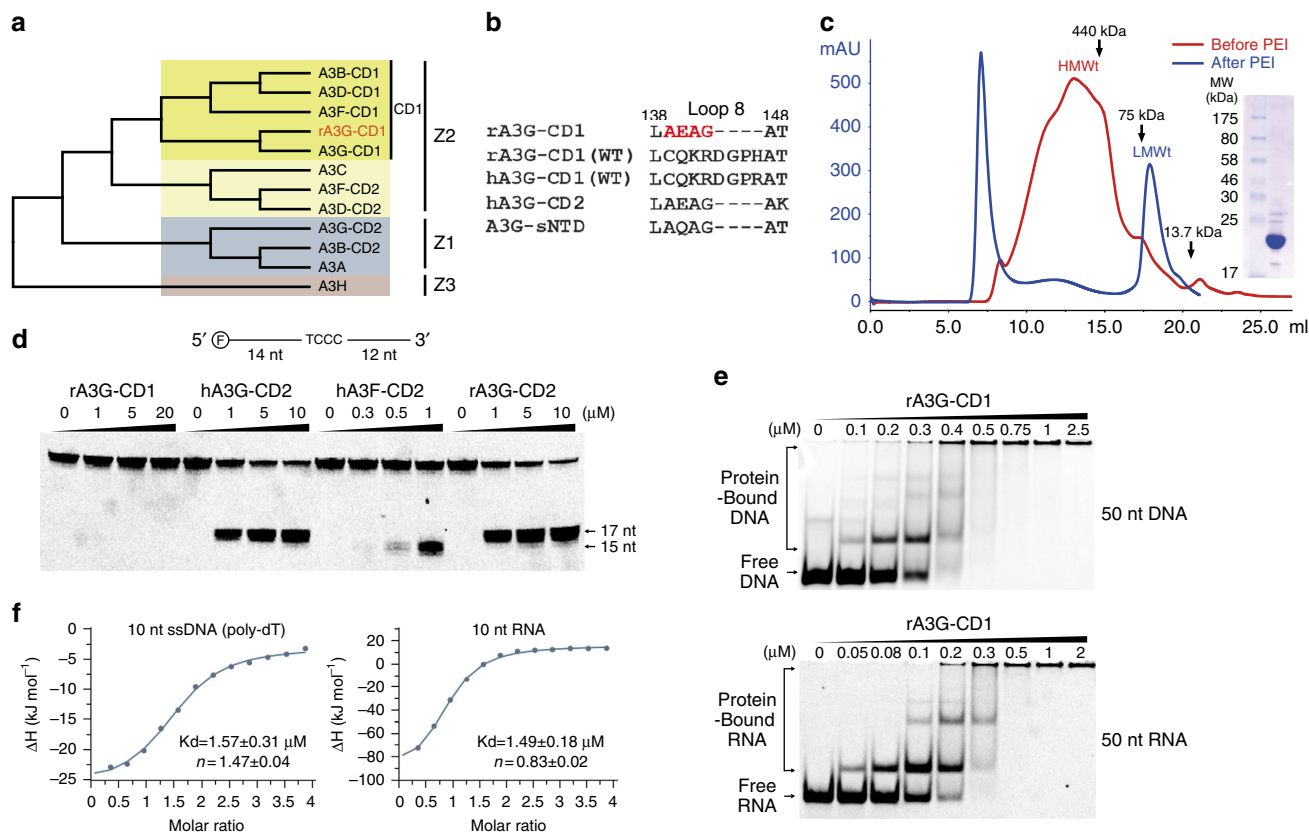 a
A3B-CD1
A3D-CD1
A3F-CD1
rA3G-CD1
A3G-CD1
A3C
A3F-CD2
A3D-CD2
A3G-CD2
A3B-CD2
A3A
A3H
CD1
Z2
Z1
Z3
b
Loop 8
138 148
rA3G-CD1 LAEAG----AT
rA3G-CD1(WT) LCQKRDGPHAT
hA3G-CD1(WT) LCQKRDGPRAT
hA3G-CD2 LAEAG----AK
A3G-sNTD LAQAG----AT
c
mAU
500
400
300
200
100
0
0.0 5.0 10.0 15.0 20.0 25.0 ml
440 kDa
HMWt
75 kDa
LMWt
13.7 kDa
Before PEI
After PEI
MW
(kDa)
175
80
58
46
30
25
17
d
5′ F TCCC 3′
14 nt 12 nt
rA3G-CD1 hA3G-CD2 hA3F-CD2 rA3G-CD2
0 1 5 20 0 1 5 10 0 0.3 0.5 1 0 1 5 10 (μM)
17 nt
15 nt
e
rA3G-CD1
(μM) 0 0.1 0.2 0.3 0.4 0.5 0.75 1 2.5
Protein
-Bound
DNA
Free
DNA
50 nt DNA
rA3G-CD1
(μM) 0 0.05 0.08 0.1 0.2 0.3 0.5 1 2
Protein
-Bound
RNA
Free
RNA
50 nt RNA
f
10 nt ssDNA (poly-dT)
ΔH (kJ mol⁻¹)
0
−5
−10
−15
−20
−25
Kd=1.57±0.31 μM
n=1.47±0.04
0 0.5 1 1.5 2 2.5 3 3.5 4
Molar ratio
10 nt RNA
ΔH (kJ mol⁻¹)
20
0
−20
−40
−60
−80
−100
Kd=1.49±0.18 μM
n=0.83±0.02
0 0.5 1 1.5 2 2.5 3 3.5 4
Molar ratio